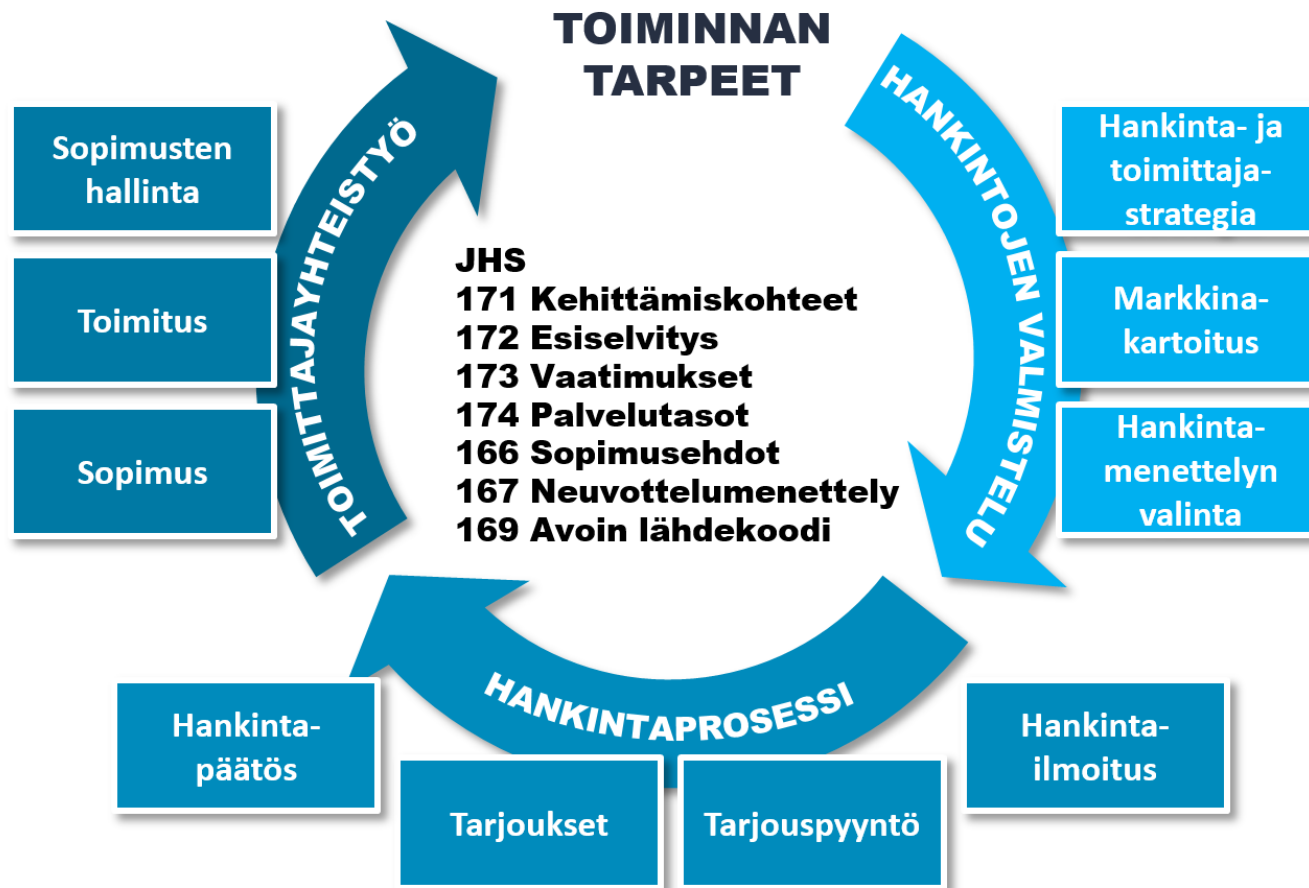 TOIMINNAN
TARPEET
HANKINTOJEN VALMISTELU
Hankinta- ja
toimittaja-
strategia
Markkina-
kartoitus
Hankinta-
menettelyn
valinta
HANKINTAPROSESSI
Hankinta-
ilmoitus
Tarjouspyyntö
Tarjoukset
Hankinta-
päätös
TOIMITTAJAYHTEISTYÖ
Sopimus
Toimitus
Sopimusten
hallinta
JHS
171 Kehittämiskohteet
172 Esiselvitys
173 Vaatimukset
174 Palvelutasot
166 Sopimusehdot
167 Neuvottelumenettely
169 Avoin lähdekoodi